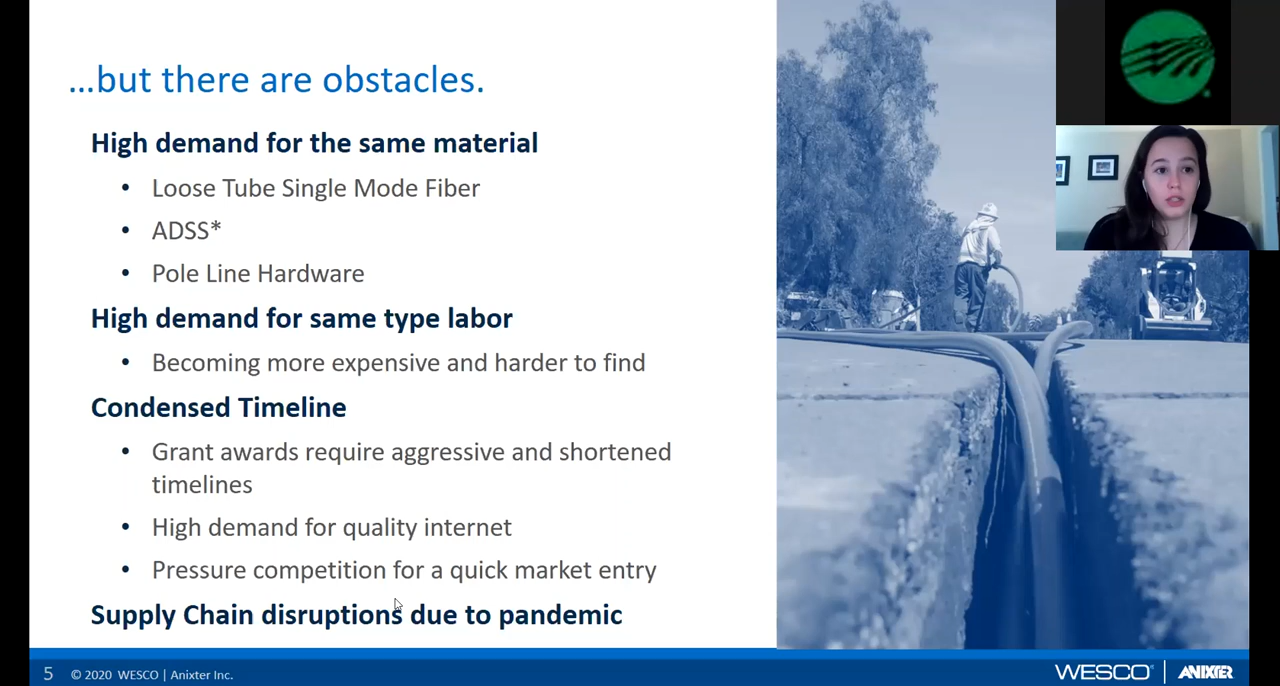 ...but there are obstacles.
High demand for the same material
• Loose Tube Single Mode Fiber
• ADSS*
• Pole Line Hardware
High demand for same type labor
• Becoming more expensive and harder to find
Condensed Timeline
• Grant awards require aggressive and shortened
timelines
• High demand for quality internet
• Pressure competition for a quick market entry
Supply Chain disruptions due to pandemic
5 © 2020 WESCO | Anixter Inc.
WESCO | ANIXTER